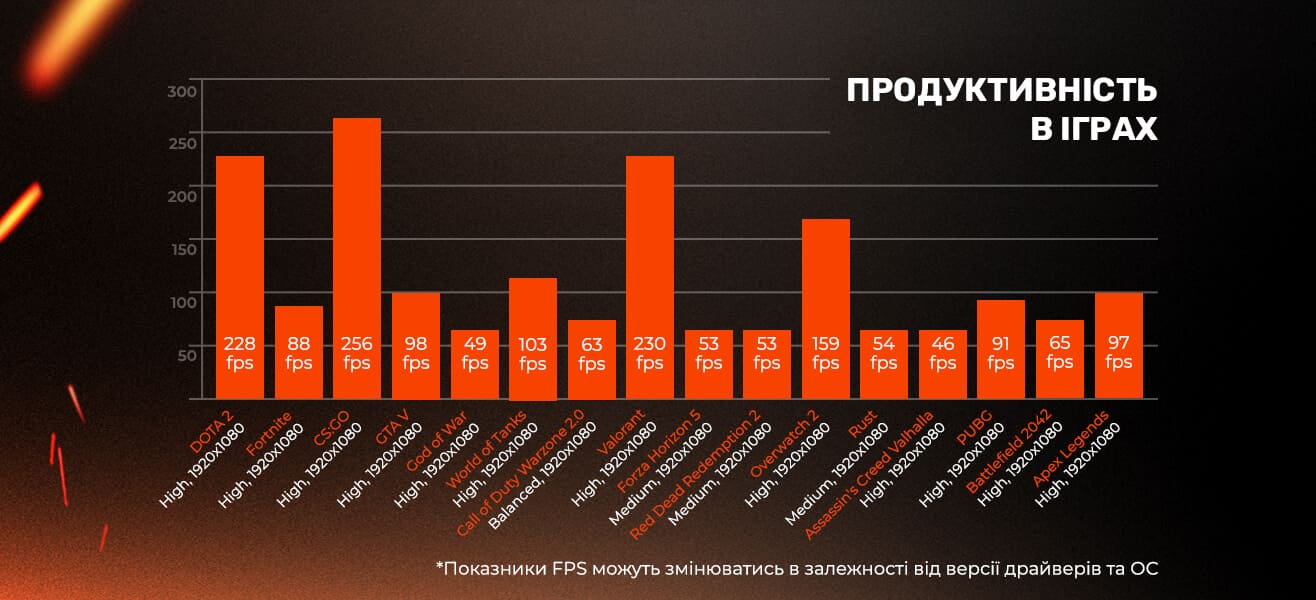 ПРОДУКТИВНІСТЬ
В ІГРАХ
300
250
200
150
100
50
228
fps
88
fps
256
fps
98
fps
49
fps
103
fps
63
fps
230
fps
53
fps
53
fps
159
fps
54
fps
46
fps
91
fps
65
fps
97
fps
DOTA 2
High, 1920x1080
Fortnite
High, 1920x1080
CS:GO
High, 1920x1080
GTA V
High, 1920x1080
God of War
High, 1920x1080
World of Tanks
High, 1920x1080
Call of Duty Warzone 2.0
Balanced, 1920x1080
Valorant
High, 1920x1080
Forza Horizon 5
Medium, 1920x1080
Red Dead Redemption 2
Medium, 1920x1080
Overwatch 2
High, 1920x1080
Rust
Medium, 1920x1080
Assassin's Creed Valhalla
High, 1920x1080
PUBG
High, 1920x1080
Battlefield 2042
High, 1920x1080
Apex Legends
High, 1920x1080
*Показники FPS можуть змінюватись в залежності від версії драйверів та ОС